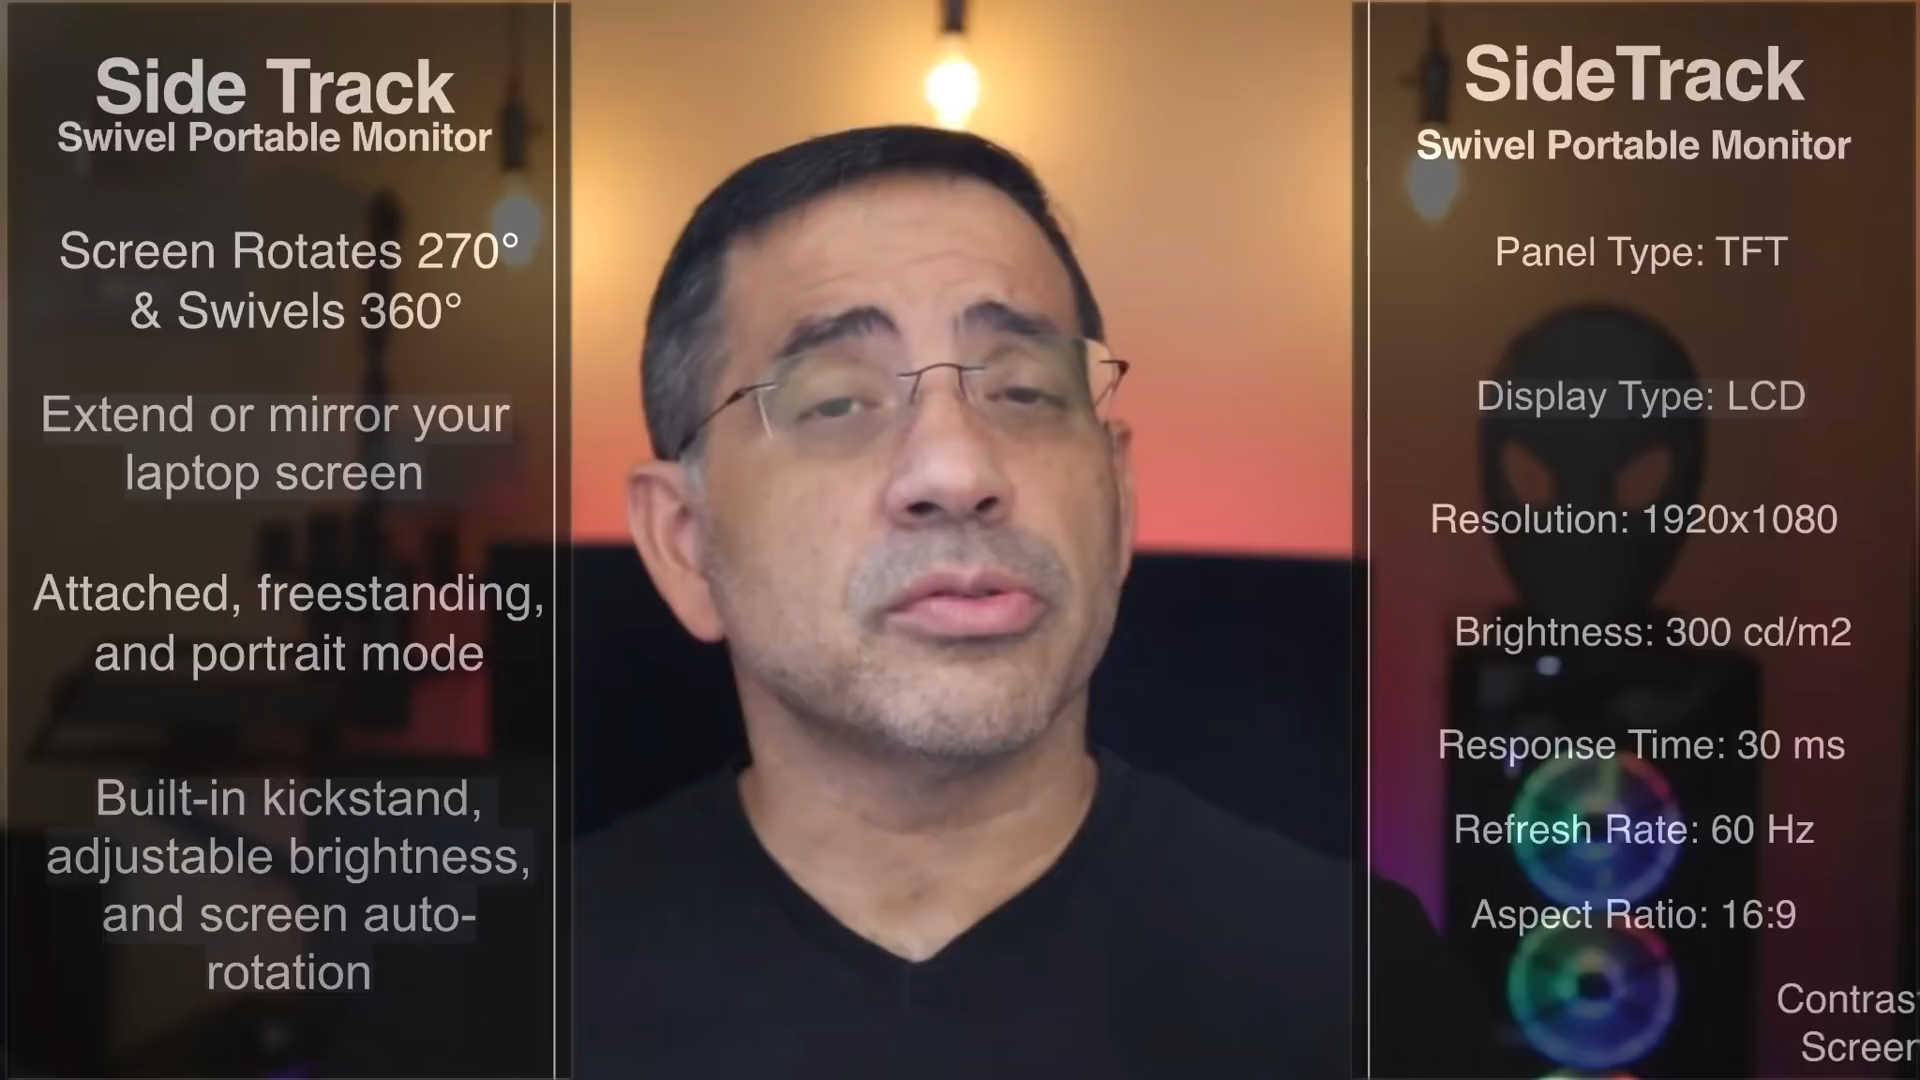 Side Track
Swivel Portable Monitor
Screen Rotates 270°
& Swivels 360°
Extend or mirror your
laptop screen
Attached, freestanding,
and portrait mode
Built-in kickstand,
adjustable brightness,
and screen auto-
rotation
SideTrack
Swivel Portable Monitor
Panel Type: TFT
Display Type: LCD
Resolution: 1920x1080
Brightness: 300 cd/m2
Response Time: 30 ms
Refresh Rate: 60 Hz
Aspect Ratio: 16:9